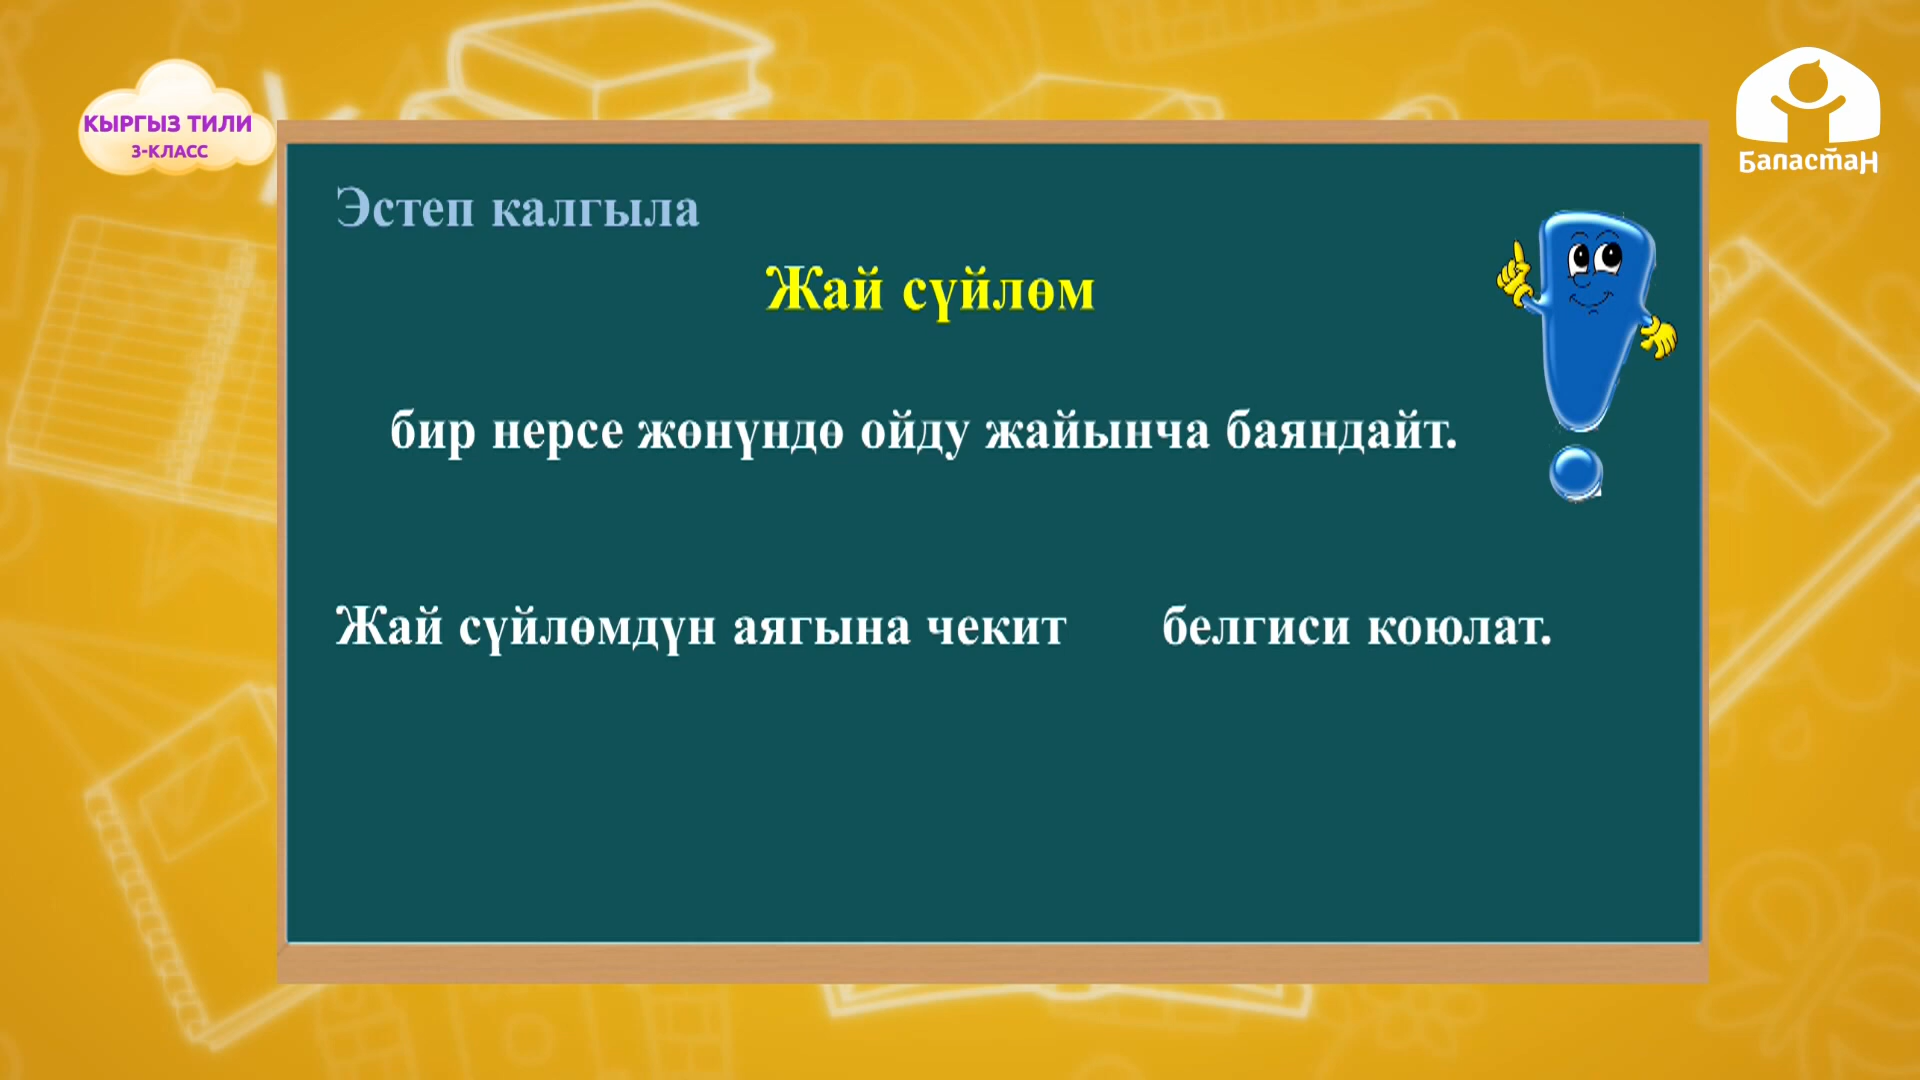 КЫРГЫЗ ТИЛИ
3-КЛАСС
Баластан
Эстеп калгыла
Жай сүйлөм
бир нерсе жөнүндө ойду жайынча баяндайт.
Жай сүйлөмдүн аягына чекит белгиси коюлат.